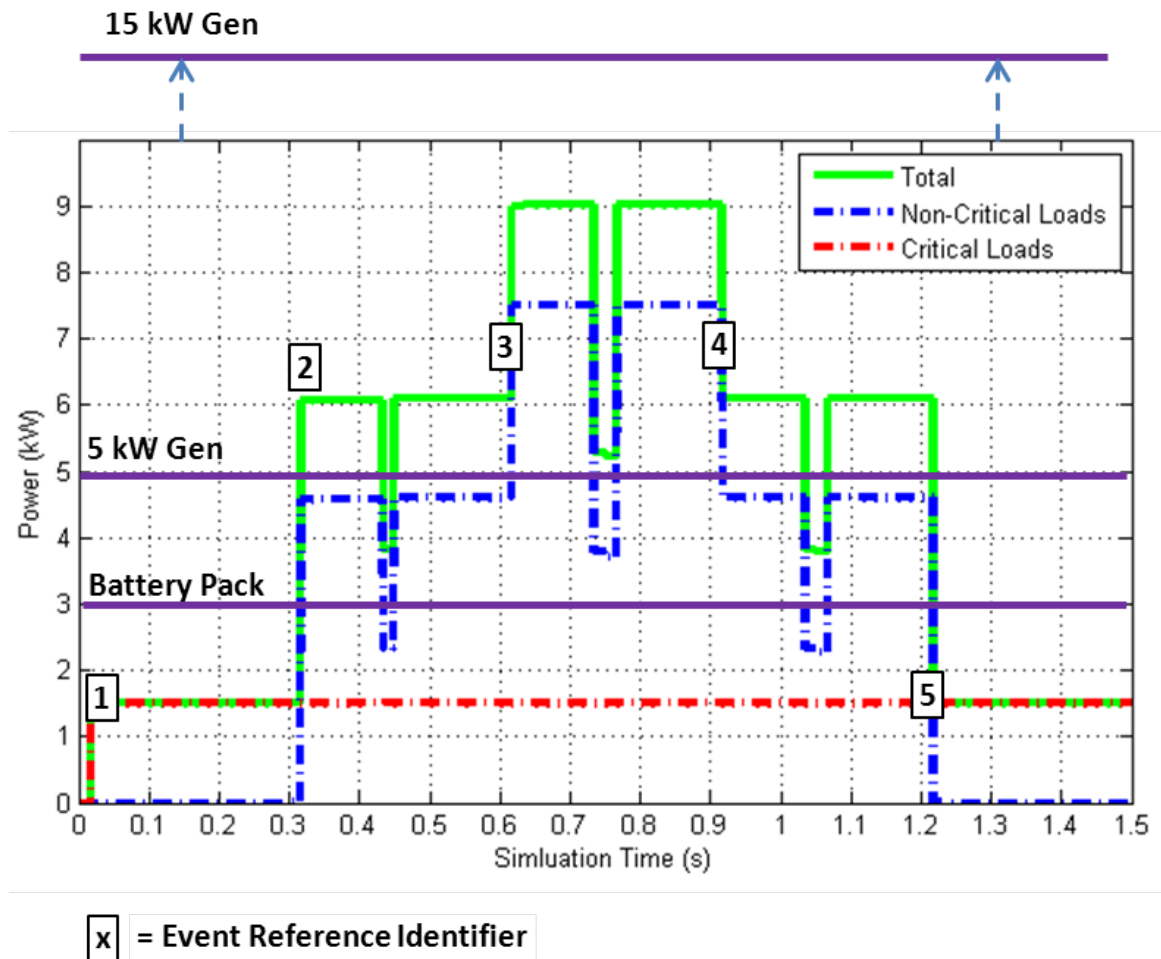 15 kW Gen
Total
Non-Critical Loads
Critical Loads
9
8
7
6
5
4
3
2
1
0
Power (kW)
2
3
4
5 kW Gen
Battery Pack
1
5
0 0.1 0.2 0.3 0.4 0.5 0.6 0.7 0.8 0.9 1 1.1 1.2 1.3 1.4 1.5
Simluation Time (s)
x = Event Reference Identifier